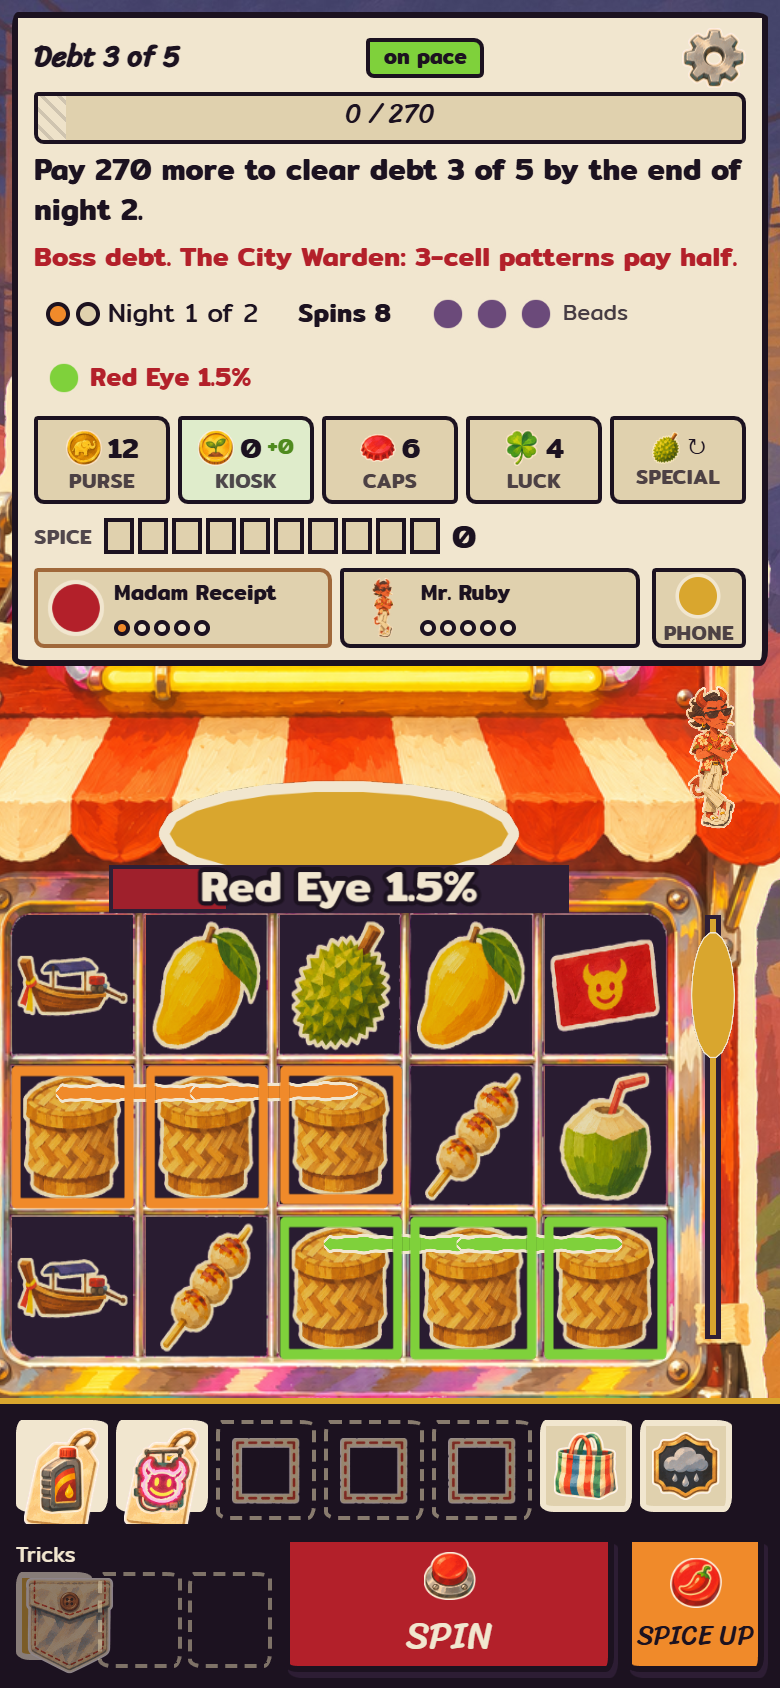 Debt 3 of 5
on pace
0 / 270
Pay 270 more to clear debt 3 of 5 by the end of
night 2.
Boss debt. The City Warden: 3-cell patterns pay half.
Night 1 of 2
Spins 8
Beads
Red Eye 1.5%
12
PURSE
0 +0
KIOSK
6
CAPS
4
LUCK
SPECIAL
SPICE
0
Madam Receipt
Mr. Ruby
PHONE
Red Eye 1.5%
Tricks
SPIN
SPICE UP